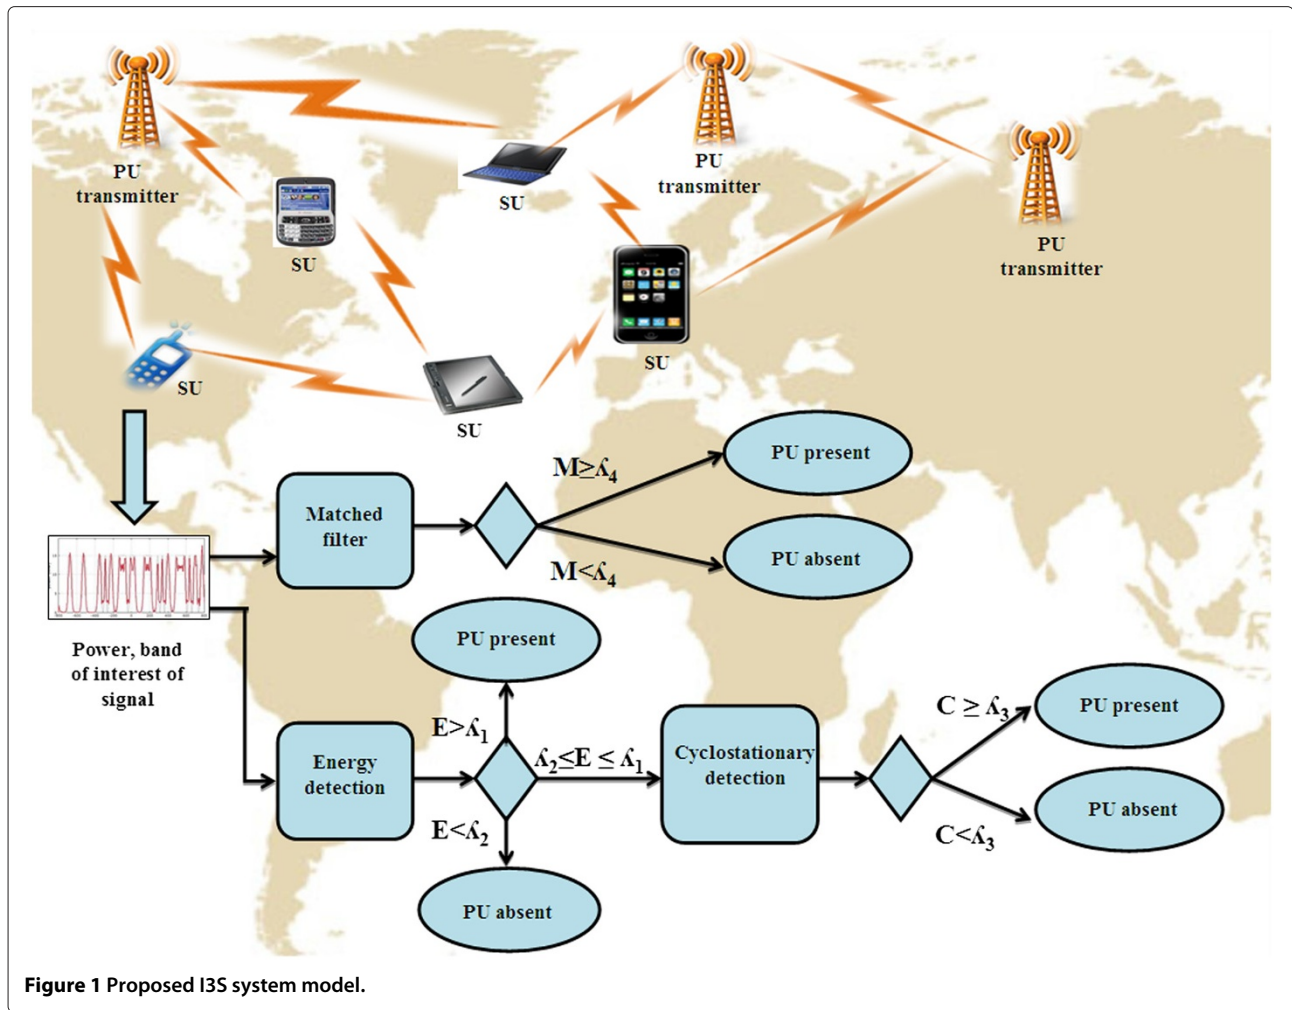 PU
transmitter
PU
transmitter
PU
transmitter
SU
SU
SU
SU
SU
Matched
filter
M≥ʎ4
PU present
M<ʎ4
PU absent
Power, band
of interest of
signal
PU present
E>ʎ1
Energy
detection
ʎ2≤E ≤ ʎ1
E<ʎ2
PU absent
Cyclostationary
detection
C ≥ ʎ3
PU present
C<ʎ3
PU absent
Figure 1 Proposed I3S system model.